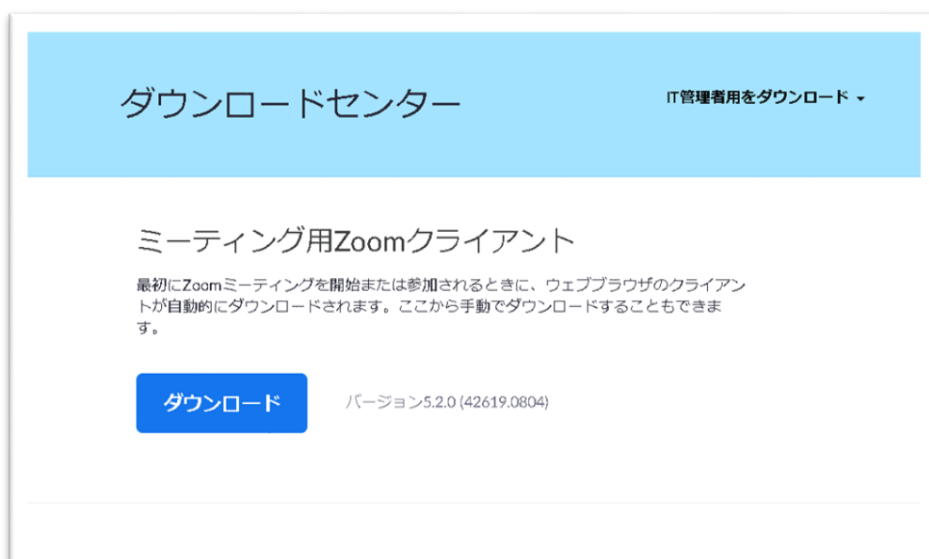 ダウンロードセンター
IT管理者用をダウンロード
ミーティング用Zoomクライアント
最初にZoomミーティングを開始または参加されるときに、ウェブブラウザのクライアン
トが自動的にダウンロードされます。ここから手動でダウンロードすることもできま
す。
ダウンロード
バージョン5.2.0 (42619.0804)